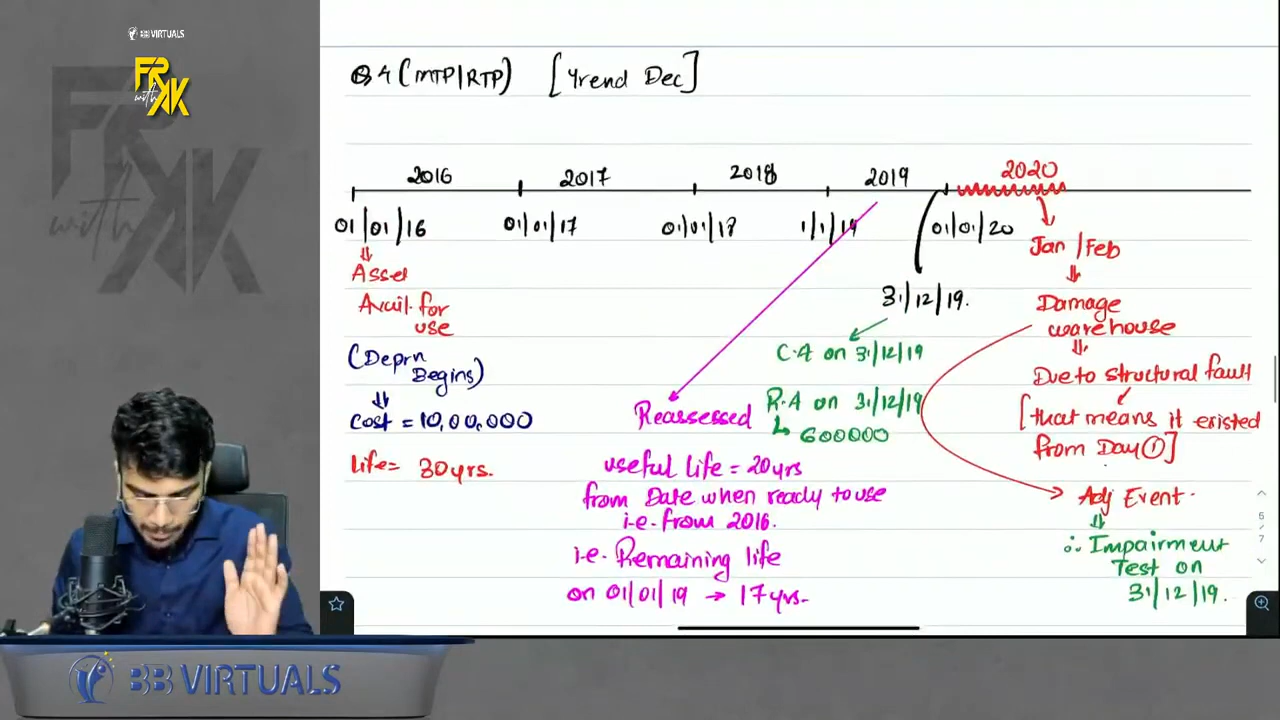 BB VIRTUALS
FR
with
KK
FR
with
KK
Q4 (MTP/RTP) [Yrend Dec]
2016 2017 2018 2019 2020
01/01/16 01/01/17 01/01/18 1/1/19 01/01/20
Asset
Avail. for
use
(Deprn
Begins)
Cost = 10,00,000
life = 30yrs.
Reassessed
useful life = 20yrs
from Date when ready to use
i.e. from 2016.
i.e. Remaining life
on 01/01/19 → 17yrs.
31/12/19.
C.A on 31/12/19
R.A on 31/12/19
600000
Jan/Feb
Damage
warehouse
Due to structural fault
[that means it existed
from Day ①]
Adj Event.
∴ Impairment
Test on
31/12/19.
5
/
7
BB VIRTUALS